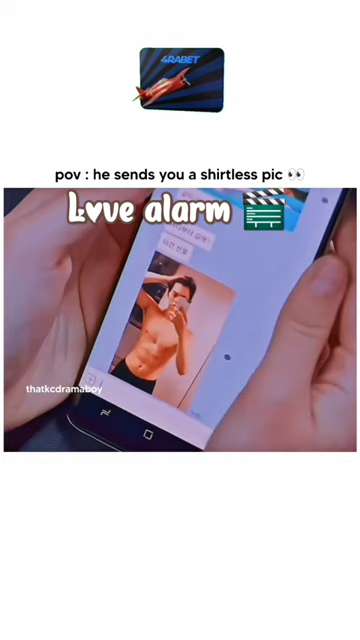 4RABET
pov : he sends you a shirtless pic 👀
Love alarm 🎬
thatkcdramaboy